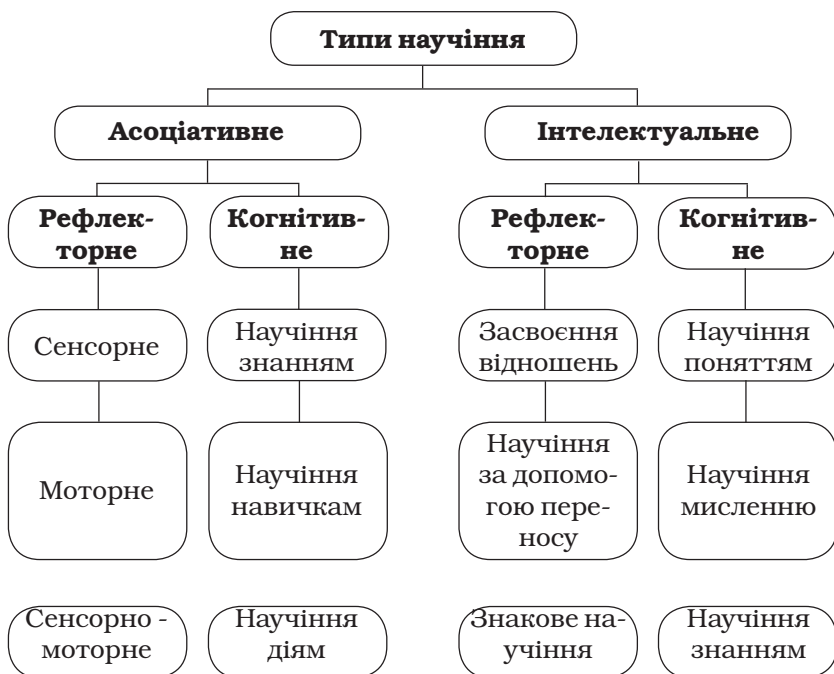 Типи научіння
Асоціативне
Інтелектуальне
Рефлек-
торне
Когнітив-
не
Рефлек-
торне
Когнітив-
не
Сенсорне
Научіння
знанням
Засвоєння
відношень
Научіння
поняттям
Моторне
Научіння
навичкам
Научіння
за допомо-
гою пере-
носу
Научіння
мисленню
Сенсорно -
моторне
Научіння
діям
Знакове на-
учіння
Научіння
знанням